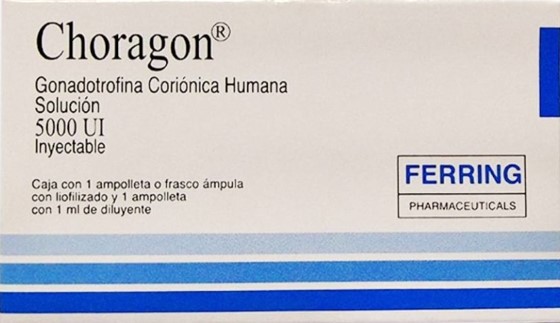 Choragon®
Gonadotrofina Coriónica Humana
Solución
5000 UI
Inyectable
Caja con 1 ampolleta o frasco ámpula
con liofilizado y 1 ampolleta
con 1 ml de diluyente
FERRING
PHARMACEUTICALS